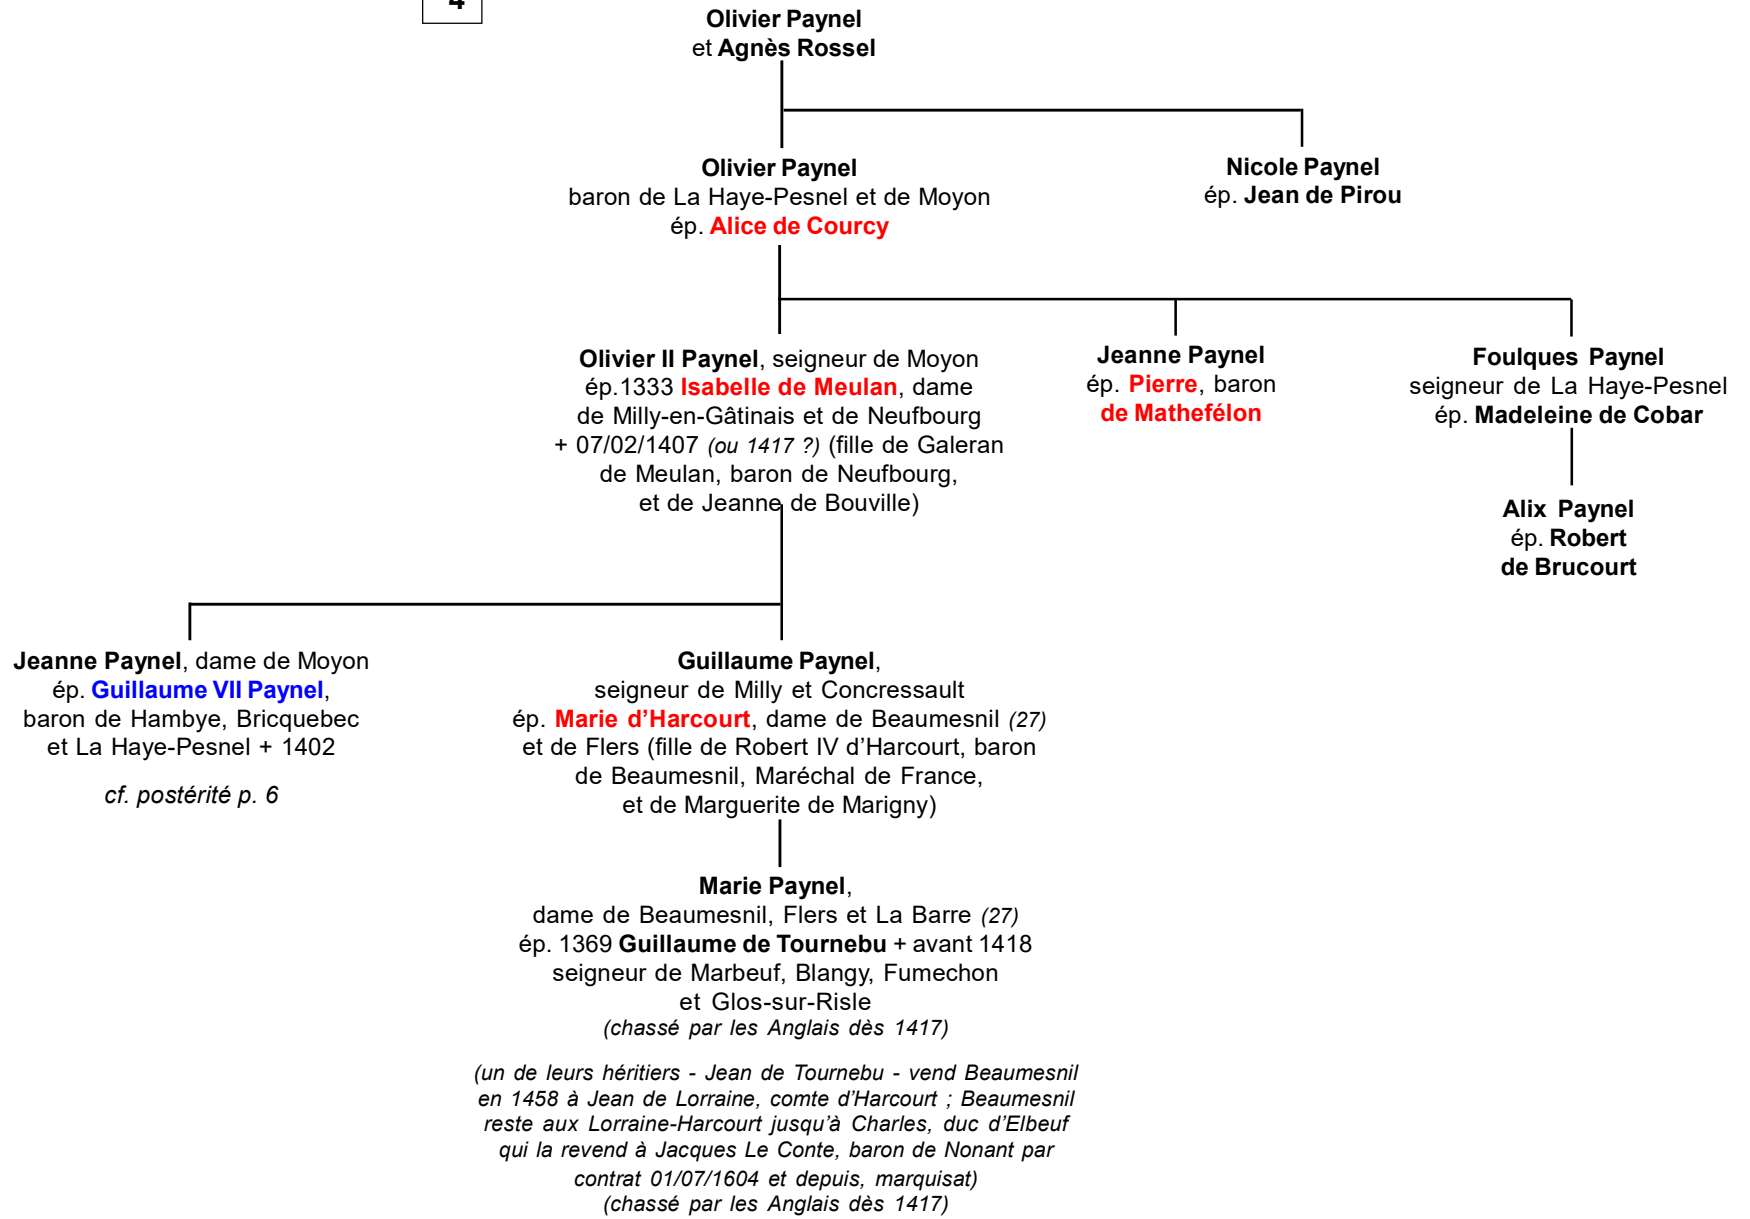 4
Olivier Paynel
et Agnès Rossel
Olivier Paynel
baron de La Haye-Pesnel et de Moyon
ép. Alice de Courcy
Nicole Paynel
ép. Jean de Pirou
Olivier II Paynel, seigneur de Moyon
ép.1333 Isabelle de Meulan, dame
de Milly-en-Gâtinais et de Neufbourg
+ 07/02/1407 (ou 1417 ?) (fille de Galeran
de Meulan, baron de Neufbourg,
et de Jeanne de Bouville)
Jeanne Paynel
ép. Pierre, baron
de Mathefélon
Foulques Paynel
seigneur de La Haye-Pesnel
ép. Madeleine de Cobar
Alix Paynel
ép. Robert
de Brucourt
Jeanne Paynel, dame de Moyon
ép. Guillaume VII Paynel,
baron de Hambye, Bricquebec
et La Haye-Pesnel + 1402
cf. postérité p. 6
Guillaume Paynel,
seigneur de Milly et Concressault
ép. Marie d’Harcourt, dame de Beaumesnil (27)
et de Flers (fille de Robert IV d’Harcourt, baron
de Beaumesnil, Maréchal de France,
et de Marguerite de Marigny)
Marie Paynel,
dame de Beaumesnil, Flers et La Barre (27)
ép. 1369 Guillaume de Tournebu + avant 1418
seigneur de Marbeuf, Blangy, Fumechon
et Glos-sur-Risle
(chassé par les Anglais dès 1417)
(un de leurs héritiers - Jean de Tournebu - vend Beaumesnil
en 1458 à Jean de Lorraine, comte d’Harcourt ; Beaumesnil
reste aux Lorraine-Harcourt jusqu’à Charles, duc d’Elbeuf
qui la revend à Jacques Le Conte, baron de Nonant par
contrat 01/07/1604 et depuis, marquisat)
(chassé par les Anglais dès 1417)